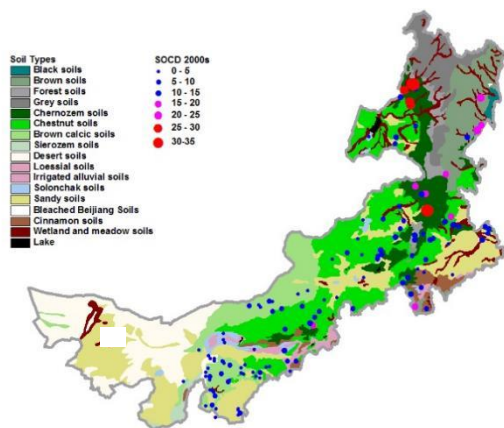 Soil Types
Black soils
Brown soils
Forest soils
Grey soils
Chernozem soils
Chestnut soils
Brown calcic soils
Sierozem soils
Desert soils
Loessial soils
Irrigated alluvial soils
Solonchak soils
Sandy soils
Bleached Beijing Soils
Cinnamon soils
Wetland and meadow soils
Lake
SOCD 2000s
0 - 5
5 - 10
10 - 15
15 - 20
20 - 25
25 - 30
30-35